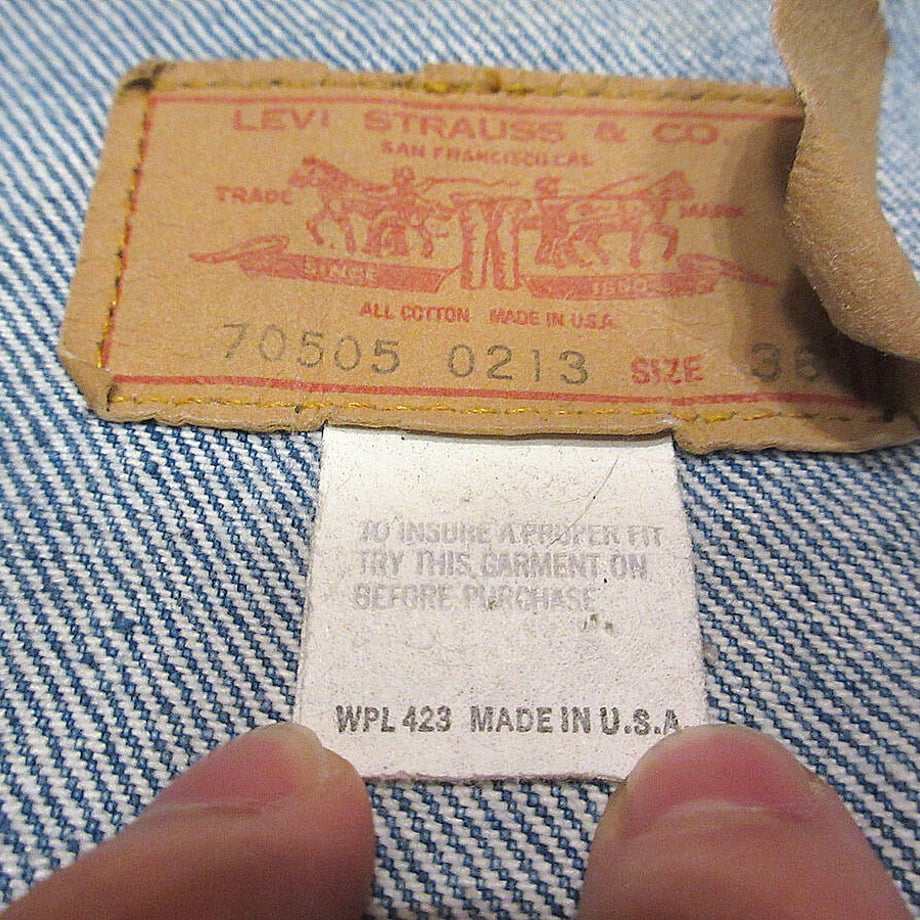 LEVI STRAUSS & CO.
SAN FRANCISCO CAL
TRADE MARK
SINCE
ALL COTTON MADE IN U.S.A.
70505 0213 SIZE 36
TO INSURE A PROPER FIT
TRY THIS GARMENT ON
BEFORE PURCHASE
WPL 423 MADE IN U.S.A.